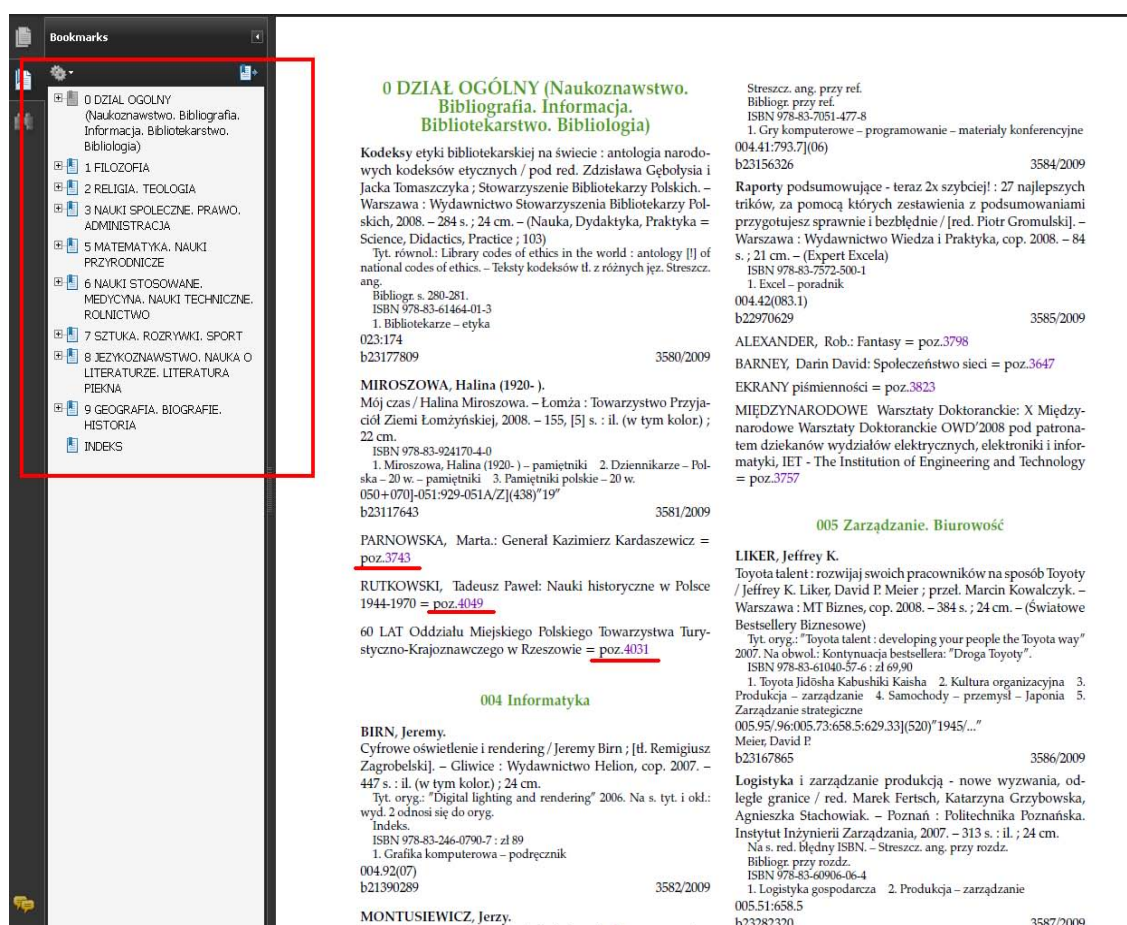 Bookmarks
0 DZIAL OGOLNY
(Naukoznawstwo. Bibliografia.
Informacja. Bibliotekarstwo.
Bibliologia)
1 FILOZOFIA
2 RELIGIA. TEOLOGIA
3 NAUKI SPOLECZNE. PRAWO.
ADMINISTRACJA
5 MATEMATYKA. NAUKI
PRZYRODNICZE
6 NAUKI STOSOWANE.
MEDYCYNA. NAUKI TECHNICZNE.
ROLNICTWO
7 SZTUKA. ROZRYWKI. SPORT
8 JEZYKOZNAWSTWO. NAUKA O
LITERATURZE. LITERATURA
PIEKNA
9 GEOGRAFIA. BIOGRAFIE.
HISTORIA
INDEKS
0 DZIAŁ OGÓLNY (Naukoznawstwo.
Bibliografia. Informacja.
Bibliotekarstwo. Bibliologia)
Kodeksy etyki bibliotekarskiej na świecie : antologia narodo-
wych kodeksów etycznych / pod red. Zdzisława Gębołysia i
Jacka Tomaszczyka ; Stowarzyszenie Bibliotekarzy Polskich. –
Warszawa : Wydawnictwo Stowarzyszenia Bibliotekarzy Pol-
skich, 2008. – 284 s. ; 24 cm. – (Nauka, Dydaktyka, Praktyka =
Science, Didactics, Practice ; 103)
Tyt. równol.: Library codes of ethics in the world : antology [!] of
national codes of ethics. – Teksty kodeksów tł. z różnych jęz. Streszcz.
ang.
Bibliogr. s. 280-281.
ISBN 978-83-61464-01-3
1. Bibliotekarze – etyka
023:174
b23177809 3580/2009
MIROSZOWA, Halina (1920- ).
Mój czas / Halina Miroszowa. – Łomża : Towarzystwo Przyja-
ciół Ziemi Łomżyńskiej, 2008. – 155, [5] s. : il. (w tym kolor.) ;
22 cm.
ISBN 978-83-924170-4-0
1. Miroszowa, Halina (1920- ) – pamiętniki 2. Dziennikarze – Pol-
ska – 20 w. – pamiętniki 3. Pamiętniki polskie – 20 w.
050+070]-051:929-051A/Z](438)"19"
b23117643 3581/2009
PARNOWSKA, Marta.: Generał Kazimierz Kardaszewicz =
poz.3743
RUTKOWSKI, Tadeusz Paweł: Nauki historyczne w Polsce
1944-1970 = poz.4049
60 LAT Oddziału Miejskiego Polskiego Towarzystwa Tury-
styczno-Krajoznawczego w Rzeszowie = poz.4031
004 Informatyka
BIRN, Jeremy.
Cyfrowe oświetlenie i rendering / Jeremy Birn ; [tł. Remigiusz
Zagrobelski]. – Gliwice : Wydawnictwo Helion, cop. 2007. –
447 s. : il. (w tym kolor.) ; 24 cm.
Tyt. oryg.: "Digital lighting and rendering" 2006. Na s. tyt. i okł.:
wyd. 2 odnosi się do oryg.
Indeks.
ISBN 978-83-246-0790-7 : zł 89
1. Grafika komputerowa – podręcznik
004.92(07)
b21390289 3582/2009
MONTUSIEWICZ, Jerzy.
Streszcz. ang. przy ref.
Bibliogr. przy ref.
ISBN 978-83-7051-477-8
1. Gry komputerowe – programowanie – materiały konferencyjne
004.41:793.7](06)
b23156326 3584/2009
Raporty podsumowujące - teraz 2x szybciej! : 27 najlepszych
trików, za pomocą których zestawienia z podsumowaniami
przygotujesz sprawnie i bezbłędnie / [red. Piotr Gromulski]. –
Warszawa : Wydawnictwo Wiedza i Praktyka, cop. 2008. – 84
s. ; 21 cm. – (Expert Excela)
ISBN 978-83-7572-500-1
1. Excel – poradnik
004.42(083.1)
b22970629 3585/2009
ALEXANDER, Rob.: Fantasy = poz.3798
BARNEY, Darin David: Społeczeństwo sieci = poz.3647
EKRANY piśmienności = poz.3823
MIĘDZYNARODOWE Warsztaty Doktoranckie: X Między-
narodowe Warsztaty Doktoranckie OWD'2008 pod patrona-
tem dziekanów wydziałów elektrycznych, elektroniki i infor-
matyki, IET - The Institution of Engineering and Technology
= poz.3757
005 Zarządzanie. Biurowość
LIKER, Jeffrey K.
Toyota talent : rozwijaj swoich pracowników na sposób Toyoty
/ Jeffrey K. Liker, David P. Meier ; przeł. Marcin Kowalczyk. –
Warszawa : MT Biznes, cop. 2008. – 384 s. ; 24 cm. – (Światowe
Bestsellery Biznesowe)
Tyt. oryg.: "Toyota talent : developing your people the Toyota way"
2007. Na obwol.: Kontynuacja bestsellera: "Droga Toyoty".
ISBN 978-83-61040-57-6 : zł 69,90
1. Toyota Jidōsha Kabushiki Kaisha 2. Kultura organizacyjna 3.
Produkcja – zarządzanie 4. Samochody – przemysł – Japonia 5.
Zarządzanie strategiczne
005.95/.96:005.73:658.5:629.33](520)"1945/..."
Meier, David P.
b23167865 3586/2009
Logistyka i zarządzanie produkcją - nowe wyzwania, od-
ległe granice / red. Marek Fertsch, Katarzyna Grzybowska,
Agnieszka Stachowiak. – Poznań : Politechnika Poznańska.
Instytut Inżynierii Zarządzania, 2007. – 313 s. : il. ; 24 cm.
Na s. red. błędny ISBN. – Streszcz. ang. przy rozdz.
Bibliogr. przy rozdz.
ISBN 978-83-60906-06-4
1. Logistyka gospodarcza 2. Produkcja – zarządzanie
005.51:658.5
b23282320 3587/2009